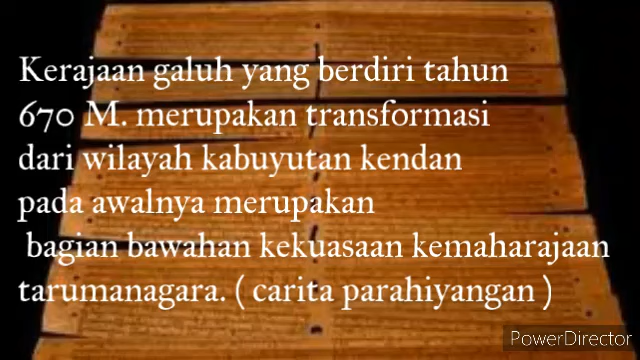 Kerajaan galuh yang berdiri tahun
670 M. merupakan transformasi
dari wilayah kabuyutan kendan
pada awalnya merupakan
bagian bawahan kekuasaan kemaharajaan
tarumanagara. ( carita parahiyangan )
PowerDirector